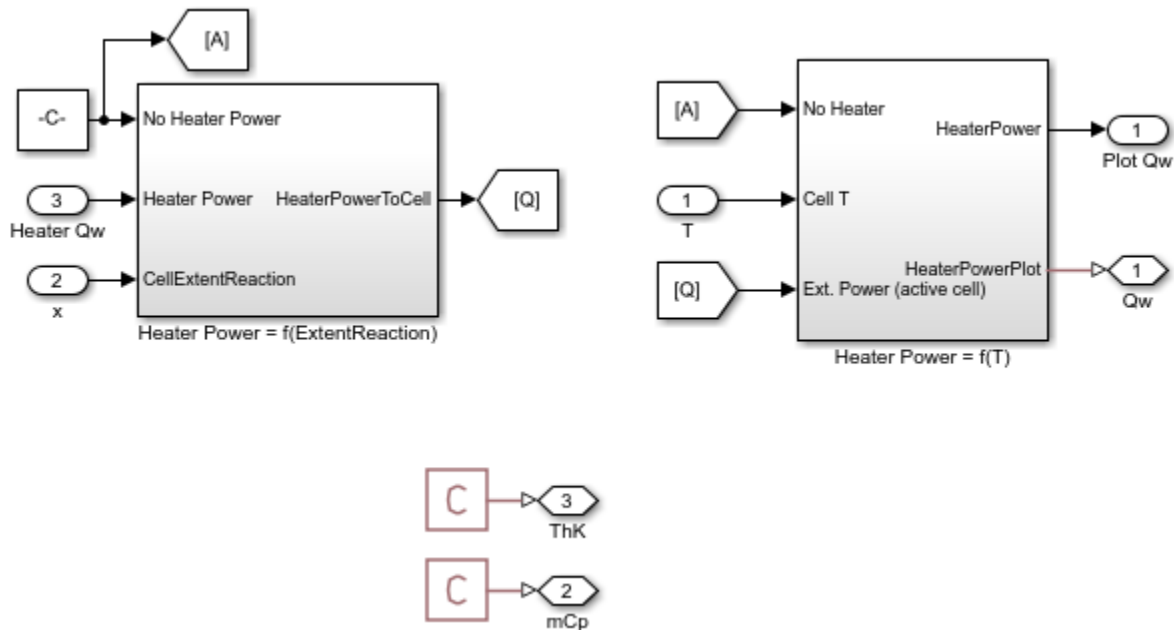 [A]
-C-
No Heater Power
3
Heater Power
HeaterPowerToCell
[Q]
Heater Qw
2
CellExtentReaction
x
Heater Power = f(ExtentReaction)
[A]
No Heater
HeaterPower
1
Plot Qw
1
Cell T
T
HeaterPowerPlot
1
[Q]
Ext. Power (active cell)
Qw
Heater Power = f(T)
C
3
ThK
C
2
mCp